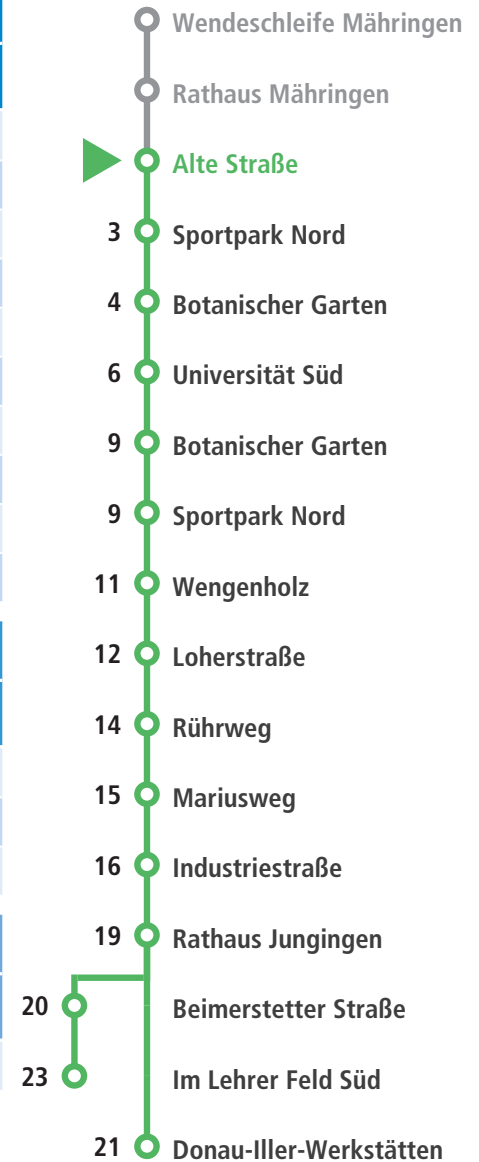 Wendeschleife Mähringen
Rathaus Mähringen
Alte Straße
3 Sportpark Nord
4 Botanischer Garten
6 Universität Süd
9 Botanischer Garten
9 Sportpark Nord
11 Wengenholz
12 Loherstraße
14 Rührweg
15 Mariusweg
16 Industriestraße
19 Rathaus Jungingen
20 Beimerstetter Straße
23 Im Lehrer Feld Süd
21 Donau-Iller-Werkstätten